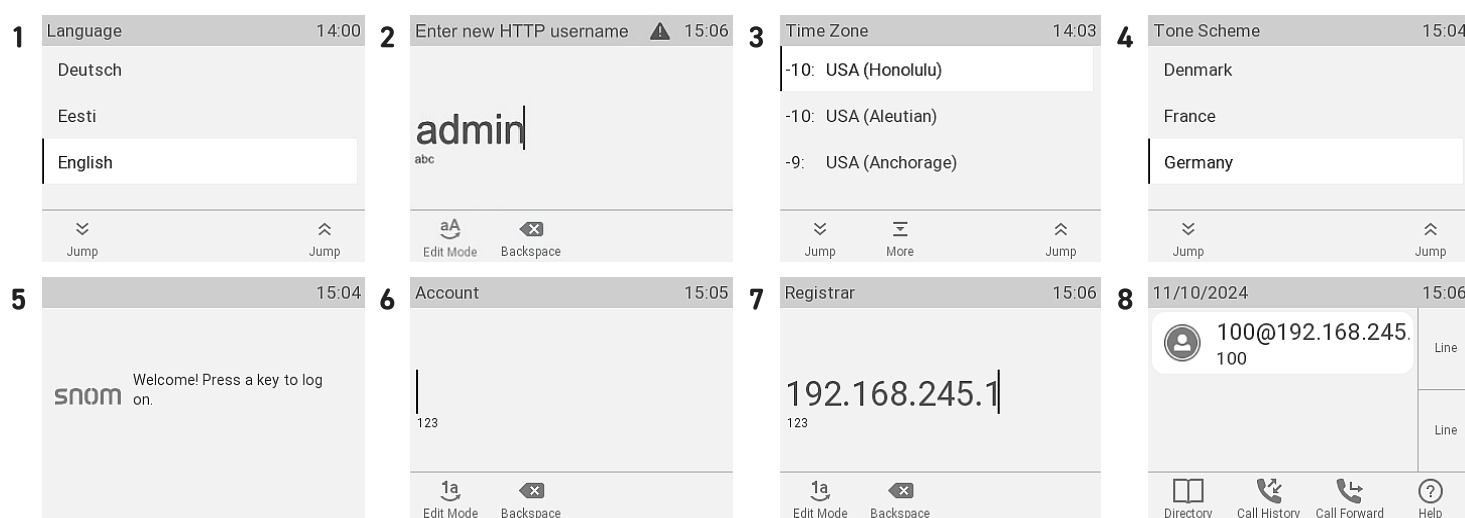 1
Language 14:00
Deutsch
Eesti
English
Jump Jump
2
Enter new HTTP username 15:06
admin
abc
aA
Edit Mode Backspace
3
Time Zone 14:03
-10: USA (Honolulu)
-10: USA (Aleutian)
-9: USA (Anchorage)
Jump More Jump
4
Tone Scheme 15:04
Denmark
France
Germany
Jump Jump
5
15:04
snom
Welcome! Press a key to log
on.
6
Account 15:05
123
1a
Edit Mode Backspace
7
Registrar 15:06
192.168.245.1
123
1a
Edit Mode Backspace
8
11/10/2024 15:06
100@192.168.245.
100
Line
Line
Directory Call History Call Forward Help